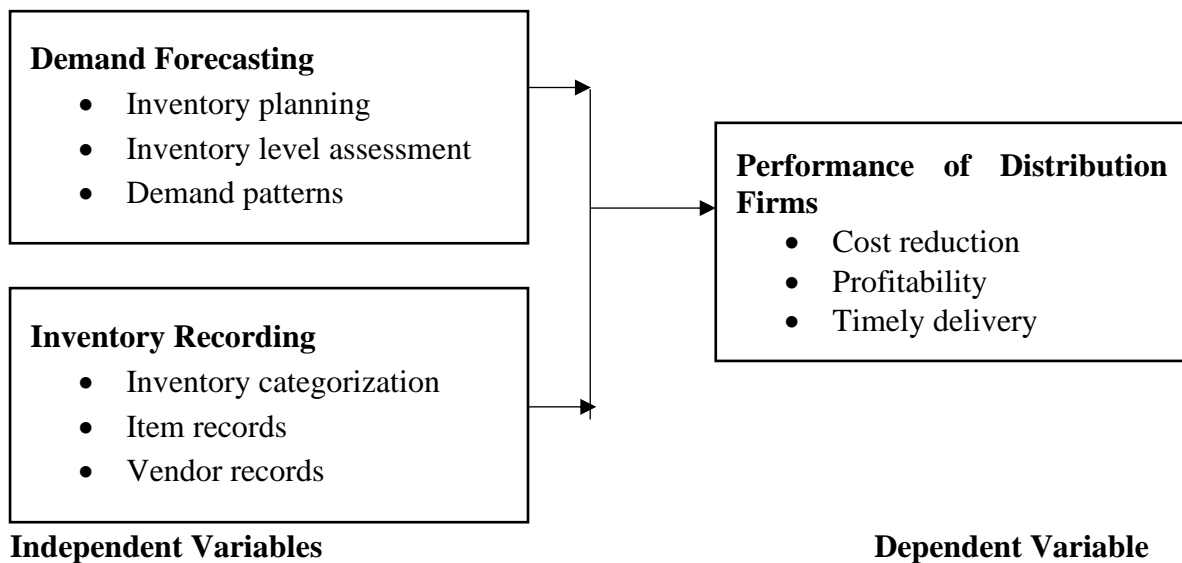 Demand Forecasting
• Inventory planning
• Inventory level assessment
• Demand patterns
Performance of Distribution
Firms
• Cost reduction
• Profitability
• Timely delivery
Inventory Recording
• Inventory categorization
• Item records
• Vendor records
Independent Variables
Dependent Variable